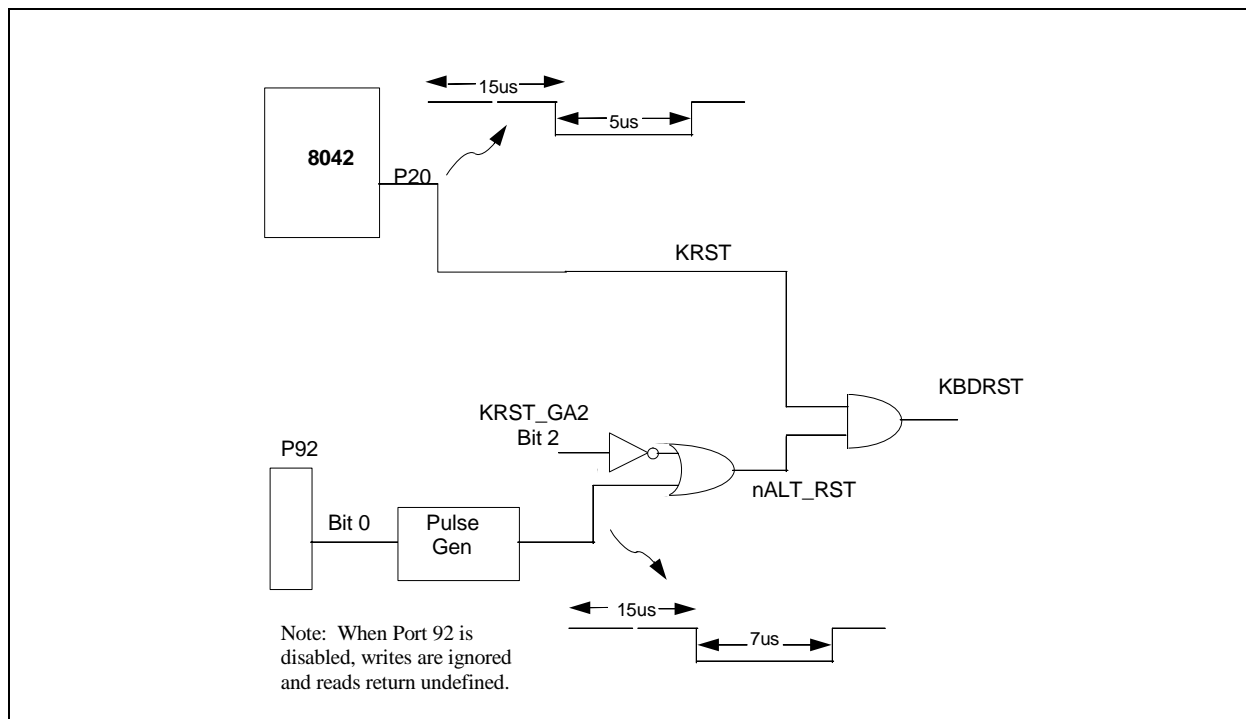 15us
5us
8042
P20
KRST
KBDRST
KRST_GA2
Bit 2
P92
nALT_RST
Bit 0
Pulse
Gen
15us
7us
Note: When Port 92 is
disabled, writes are ignored
and reads return undefined.